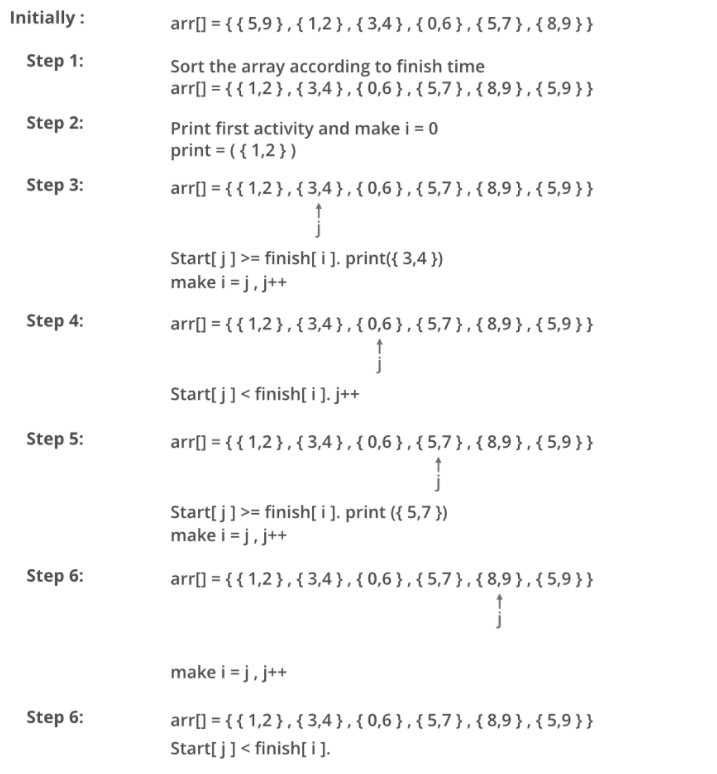 Initially : arr[] = { { 5,9 } , { 1,2 } , { 3,4 } , { 0,6 } , { 5,7 } , { 8,9 } }
Step 1: Sort the array according to finish time
arr[] = { { 1,2 } , { 3,4 } , { 0,6 } , { 5,7 } , { 8,9 } , { 5,9 } }
Step 2: Print first activity and make i = 0
print = ( { 1,2 } )
Step 3: arr[] = { { 1,2 } , { 3,4 } , { 0,6 } , { 5,7 } , { 8,9 } , { 5,9 } }
j
Start[ j ] >= finish[ i ]. print({ 3,4 })
make i = j , j++
Step 4: arr[] = { { 1,2 } , { 3,4 } , { 0,6 } , { 5,7 } , { 8,9 } , { 5,9 } }
j
Start[ j ] < finish[ i ]. j++
Step 5: arr[] = { { 1,2 } , { 3,4 } , { 0,6 } , { 5,7 } , { 8,9 } , { 5,9 } }
j
Start[ j ] >= finish[ i ]. print ({ 5,7 })
make i = j , j++
Step 6: arr[] = { { 1,2 } , { 3,4 } , { 0,6 } , { 5,7 } , { 8,9 } , { 5,9 } }
j
make i = j , j++
Step 6: arr[] = { { 1,2 } , { 3,4 } , { 0,6 } , { 5,7 } , { 8,9 } , { 5,9 } }
Start[ j ] < finish[ i ].